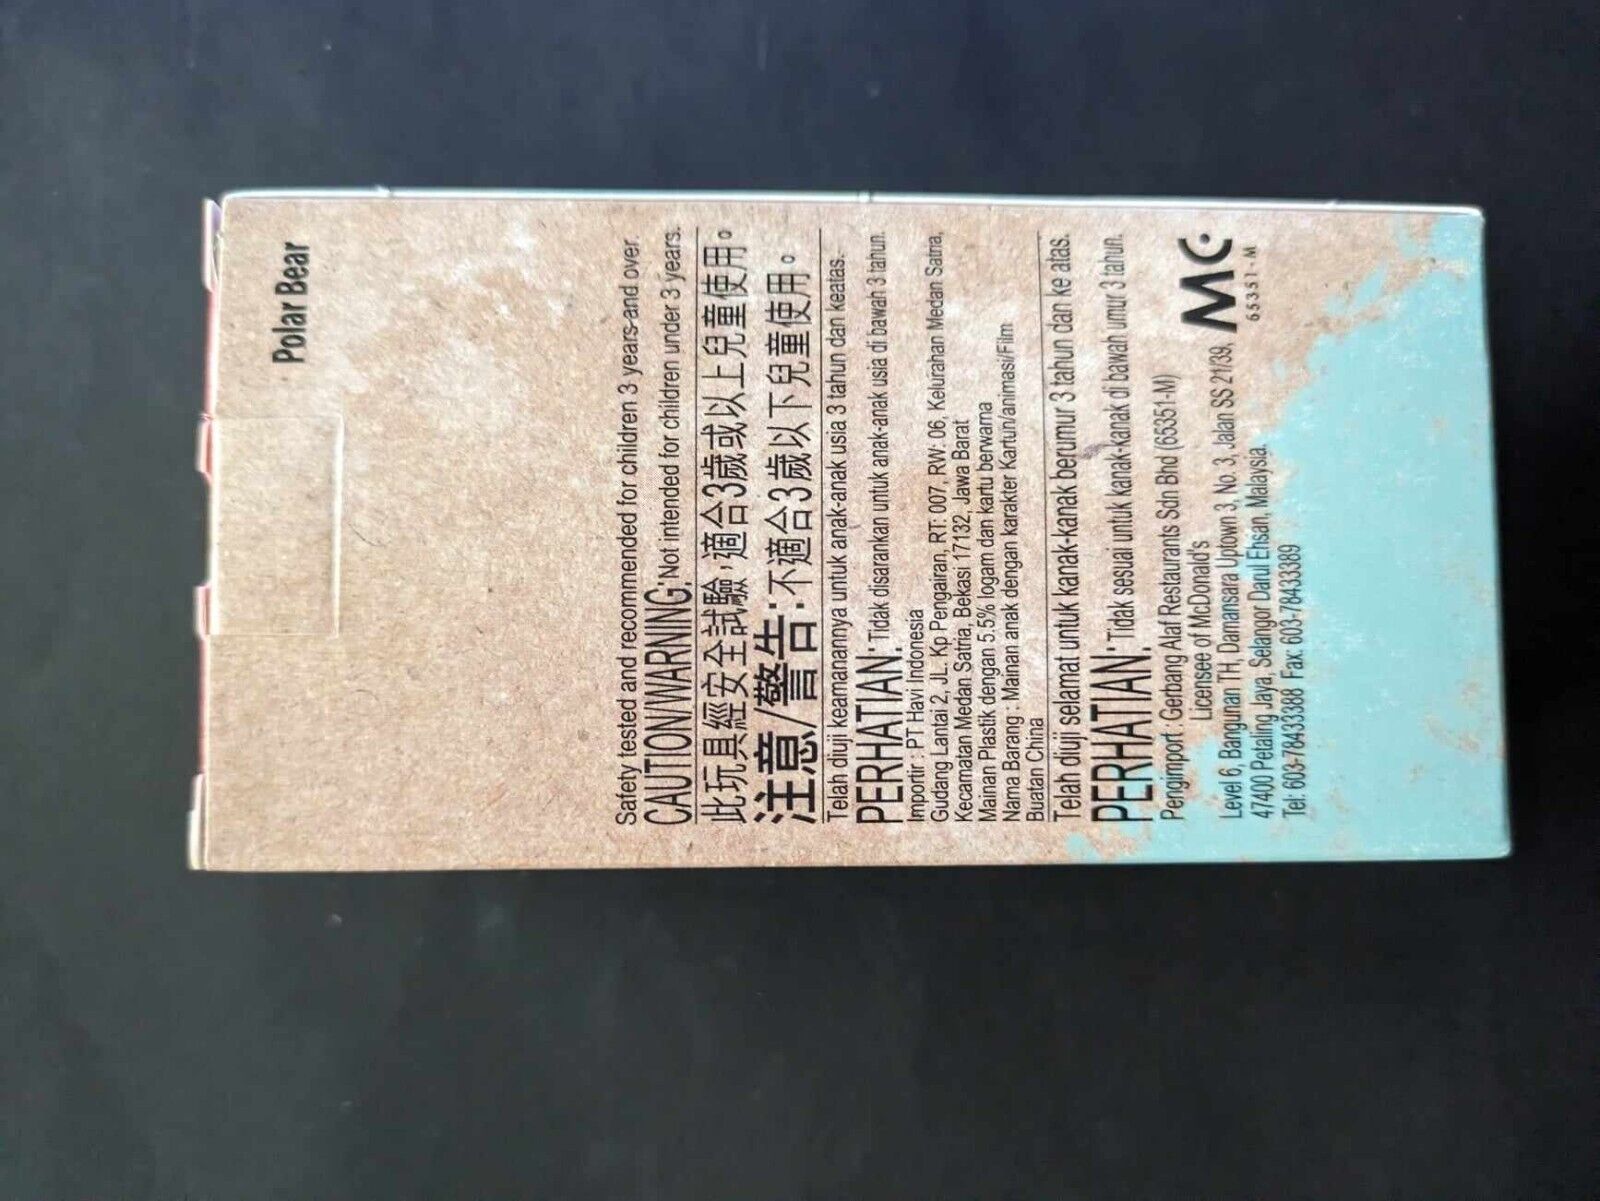 Polar Bear
Safety tested and recommended for children 3 years and over.
CAUTION/WARNING: Not intended for children under 3 years.
此玩具經安全試驗,適合3歲或以上兒童使用。
注意/警告:不適合3歲以下兒童使用。
Telah diuji keamanannya untuk anak-anak usia 3 tahun dan keatas.
PERHATIAN: Tidak disarankan untuk anak-anak usia di bawah 3 tahun.
Importir : PT Havi Indonesia
Gudang Lantai 2, JL. Kp Pengairan, RT: 007, RW: 06, Kelurahan Medan Satria,
Kecamatan Medan Satria, Bekasi 17132, Jawa Barat
Mainan Plastik dengan 5.5% logam dan kartu berwarna
Nama Barang : Mainan anak dengan karakter Kartun/animasi/Film
Buatan China
Telah diuji selamat untuk kanak-kanak berumur 3 tahun dan ke atas.
PERHATIAN: Tidak sesuai untuk kanak-kanak di bawah umur 3 tahun.
Pengimport : Gerbang Alaf Restaurants Sdn Bhd (65351-M)
Licensee of McDonald's
Level 6, Bangunan TH, Damansara Uptown 3, No. 3, Jalan SS 21/39,
47400 Petaling Jaya, Selangor Darul Ehsan, Malaysia.
Tel: 603-78433388 Fax: 603-78433389
MC
65351-M